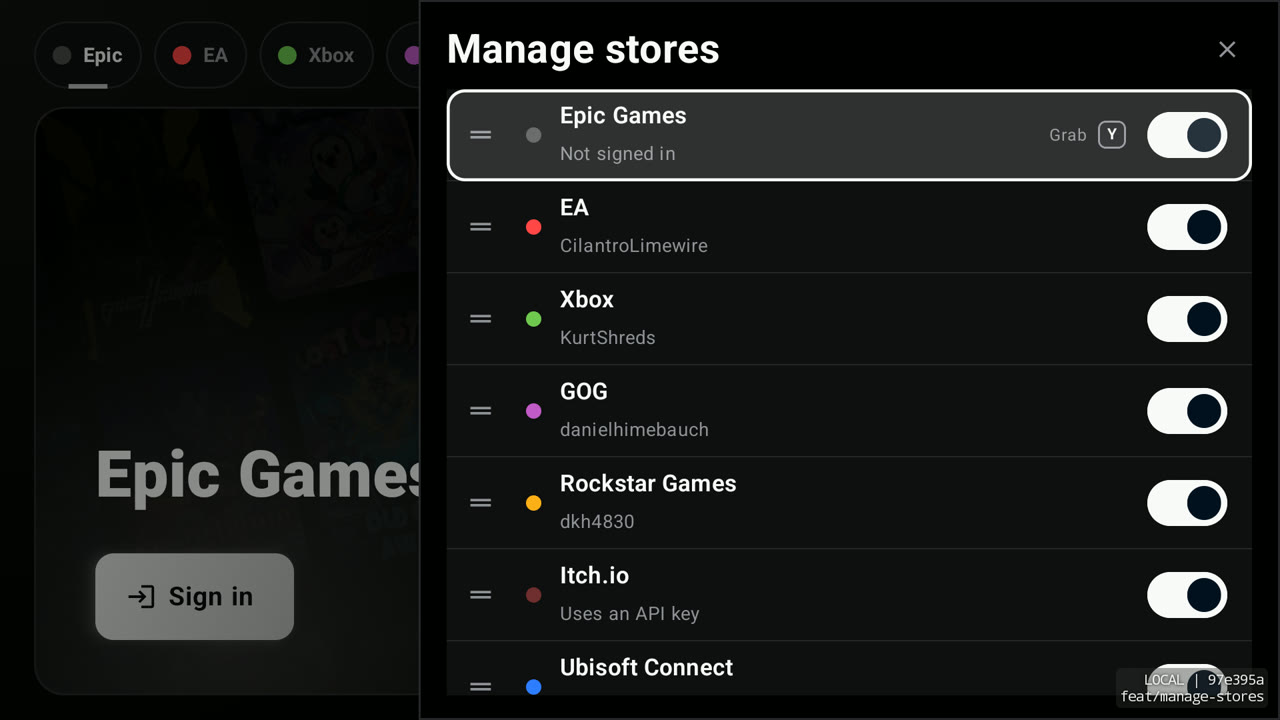 Epic
EA
Xbox
Manage stores
Epic Games
Not signed in
Grab Y
EA
CilantroLimewire
Xbox
KurtShreds
GOG
danielhimebauch
Rockstar Games
dkh4830
Itch.io
Uses an API key
Ubisoft Connect
Epic Games
Sign in
LOCAL | 97e395a
feat/manage-stores